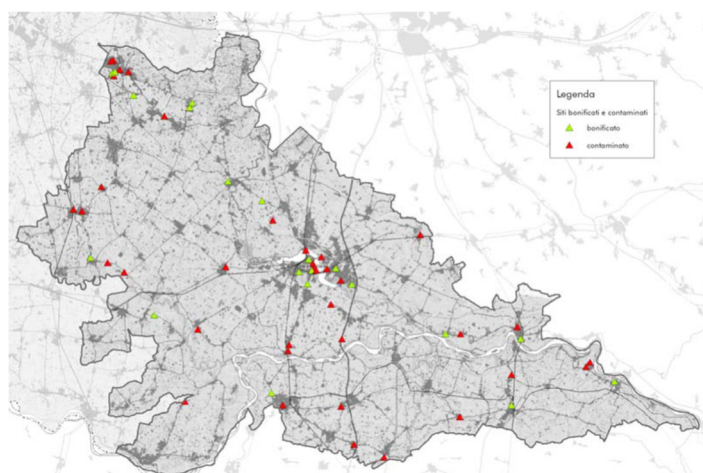 Legenda
Siti bonificati e contaminati
bonificato
contaminato